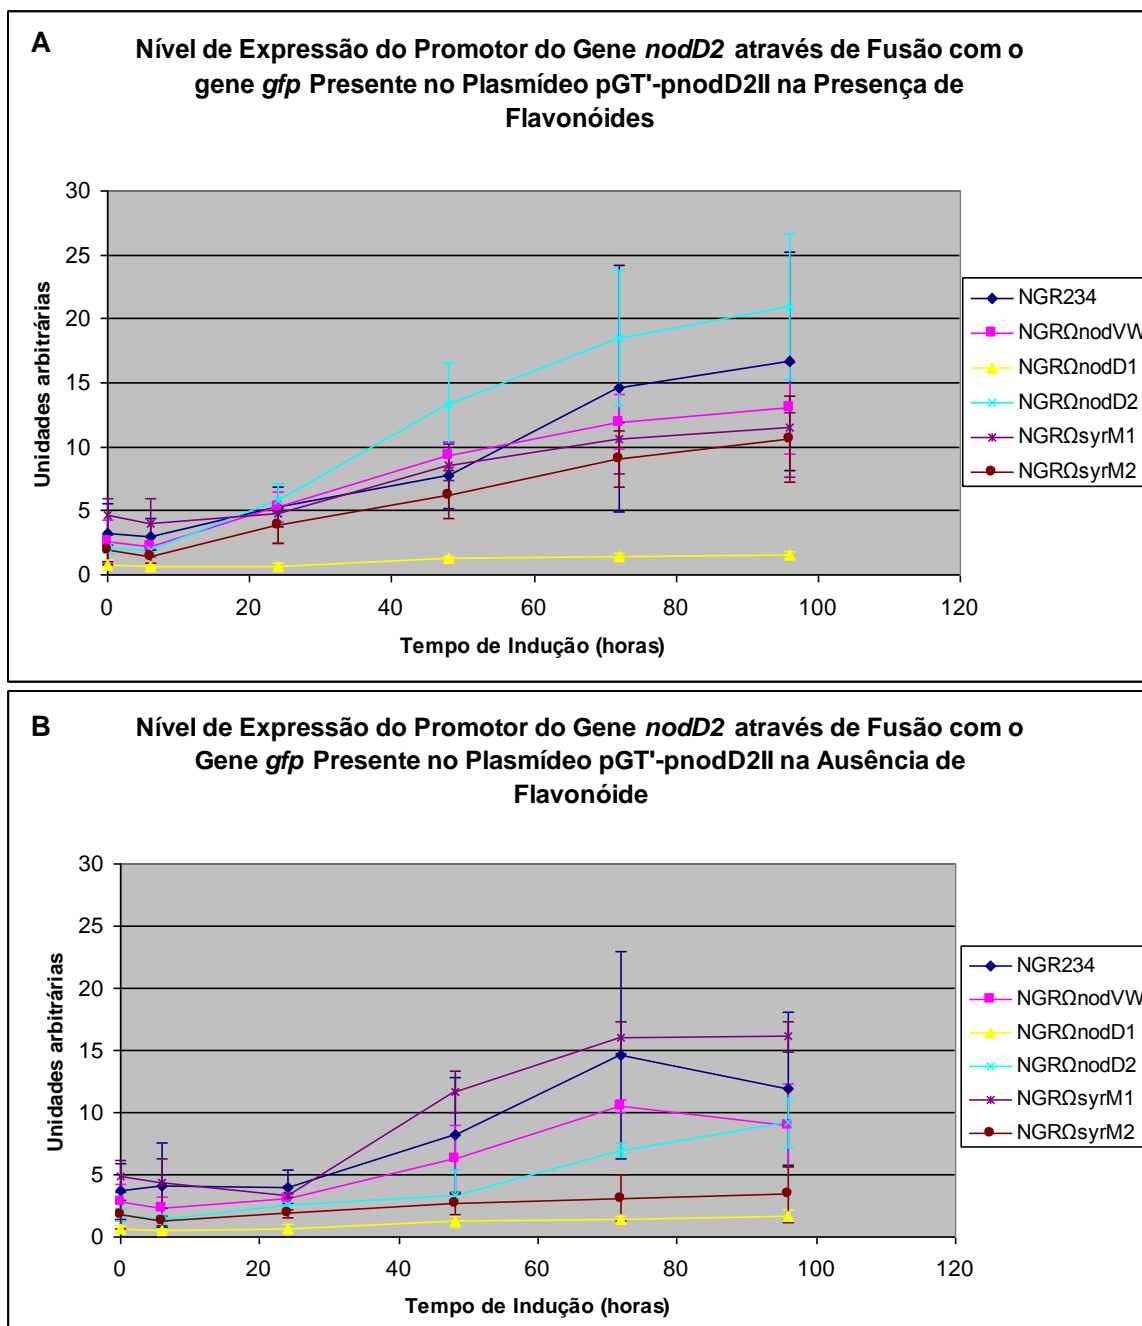 A
Nível de Expressão do Promotor do Gene nodD2 através de Fusão com o
gene gfp Presente no Plasmídeo pGT'-pnodD2II na Presença de
Flavonóides
30
25
20
15
10
5
0
Unidades arbitrárias
0 20 40 60 80 100 120
Tempo de Indução (horas)
NGR234
NGRΩnodVW
NGRΩnodD1
NGRΩnodD2
NGRΩsyrM1
NGRΩsyrM2
B
Nível de Expressão do Promotor do Gene nodD2 através de Fusão com o
Gene gfp Presente no Plasmídeo pGT'-pnodD2II na Ausência de
Flavonóide
30
25
20
15
10
5
0
Unidades arbitrárias
0 20 40 60 80 100 120
Tempo de Indução (horas)
NGR234
NGRΩnodVW
NGRΩnodD1
NGRΩnodD2
NGRΩsyrM1
NGRΩsyrM2